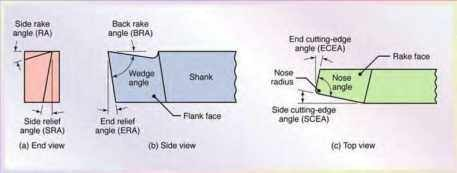 Side rake
angle (RA)
Side relief
angle (SRA)
(a) End view
Back rake
angle (BRA)
Wedge
angle
Shank
Flank face
End relief
angle (ERA)
(b) Side view
End cutting-edge
angle (ECEA)
Rake face
Nose
radius
Nose
angle
Side cutting-edge
angle (SCEA)
(c) Top view